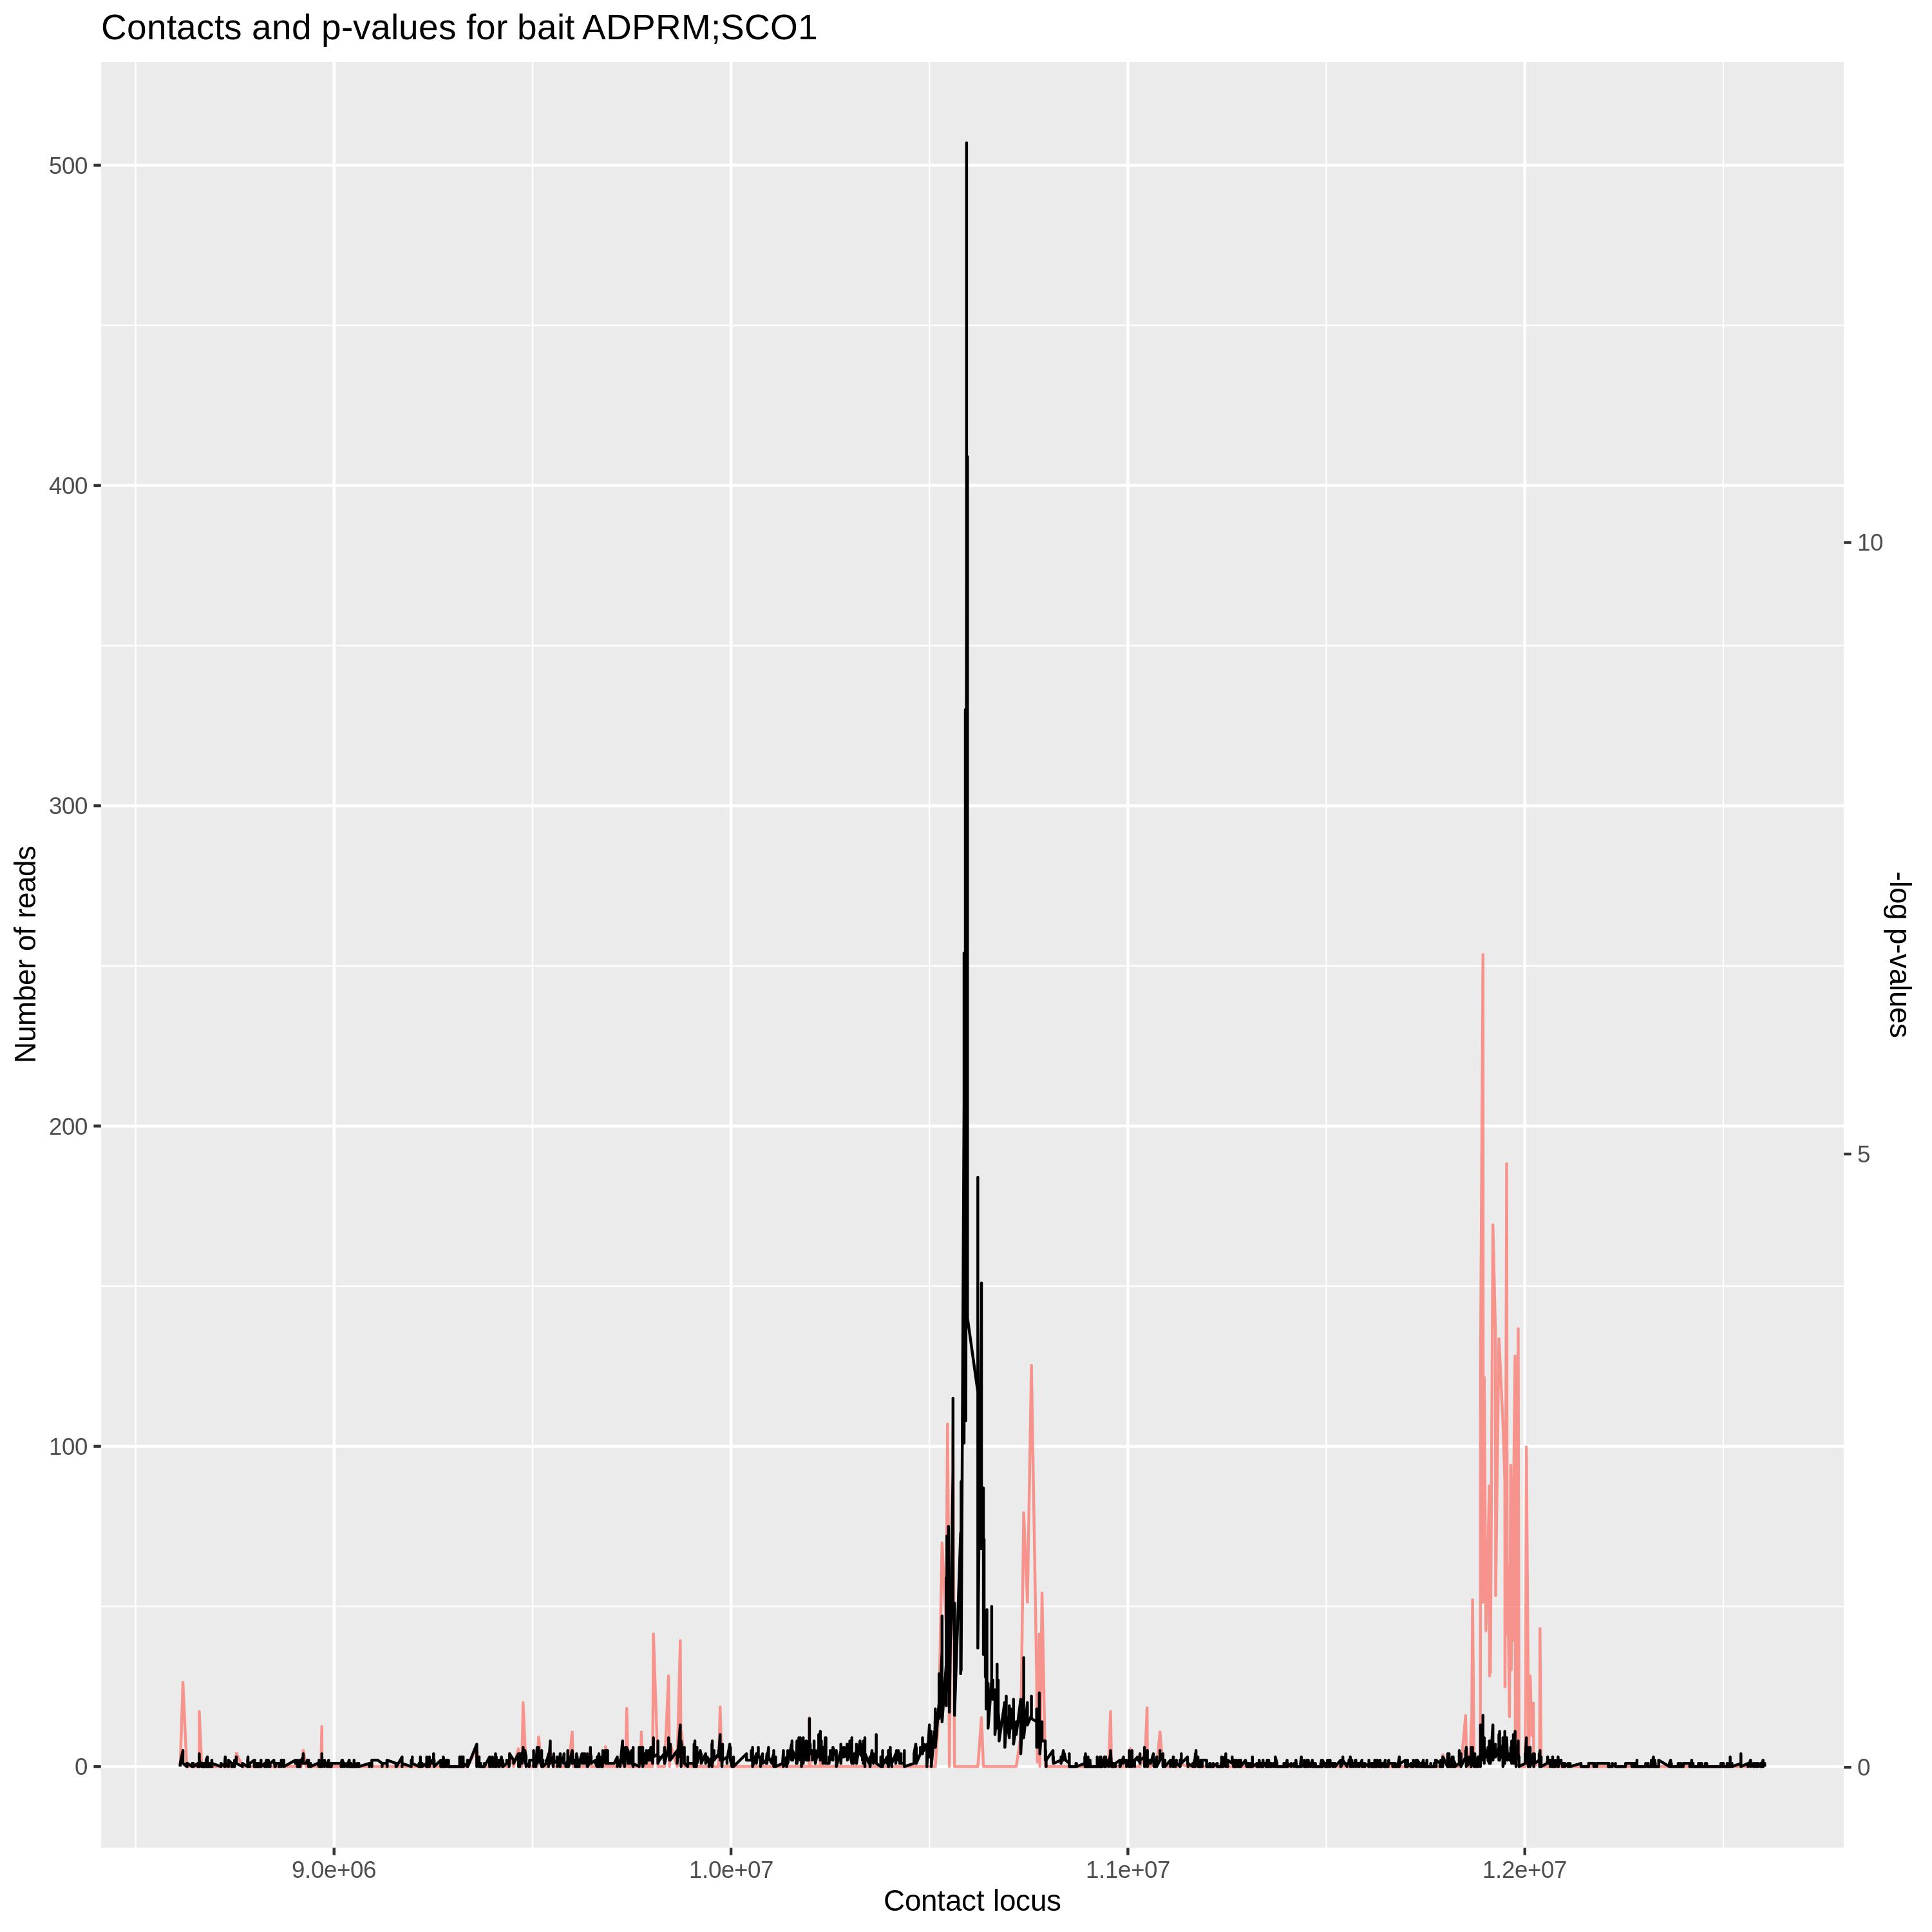 Contacts and p-values for bait ADPRM;SCO1
500
400
300
200
100
0
Number of reads
10
5
0
-log p-values
9.0e+06
1.0e+07
1.1e+07
1.2e+07
Contact locus